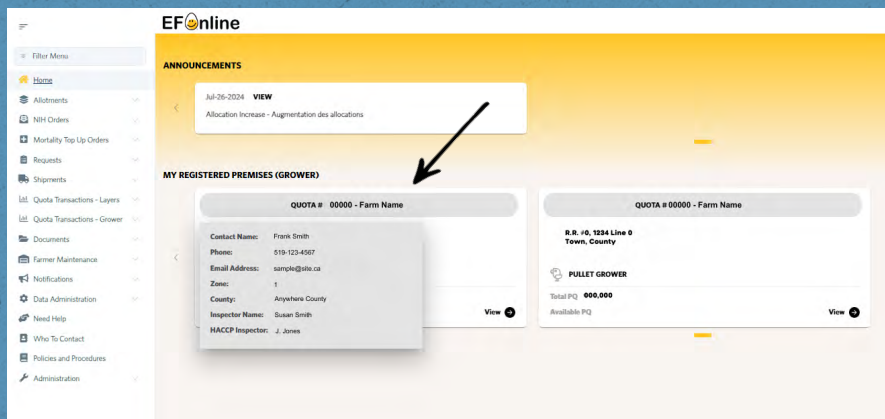 EFOnline
Filter Menu
Home
Allotments
NIH Orders
Mortality Top Up Orders
Requests
Shipments
Quota Transactions - Layers
Quota Transactions - Grower
Documents
Farmer Maintenance
Notifications
Data Administration
Need Help
Who To Contact
Policies and Procedures
Administration
ANNOUNCEMENTS
Jul-26-2024 VIEW
Allocation Increase - Augmentation des allocations
MY REGISTERED PREMISES (GROWER)
QUOTA # 00000 - Farm Name
Contact Name: Frank Smith
Phone: 519-123-4567
Email Address: sample@site.ca
Zone: 1
County: Anywhere County
Inspector Name: Susan Smith
HACCP Inspector: J. Jones
View
QUOTA # 00000 - Farm Name
R.R. #0, 1234 Line 0
Town, County
PULLET GROWER
Total PQ 000,000
Available PQ
View